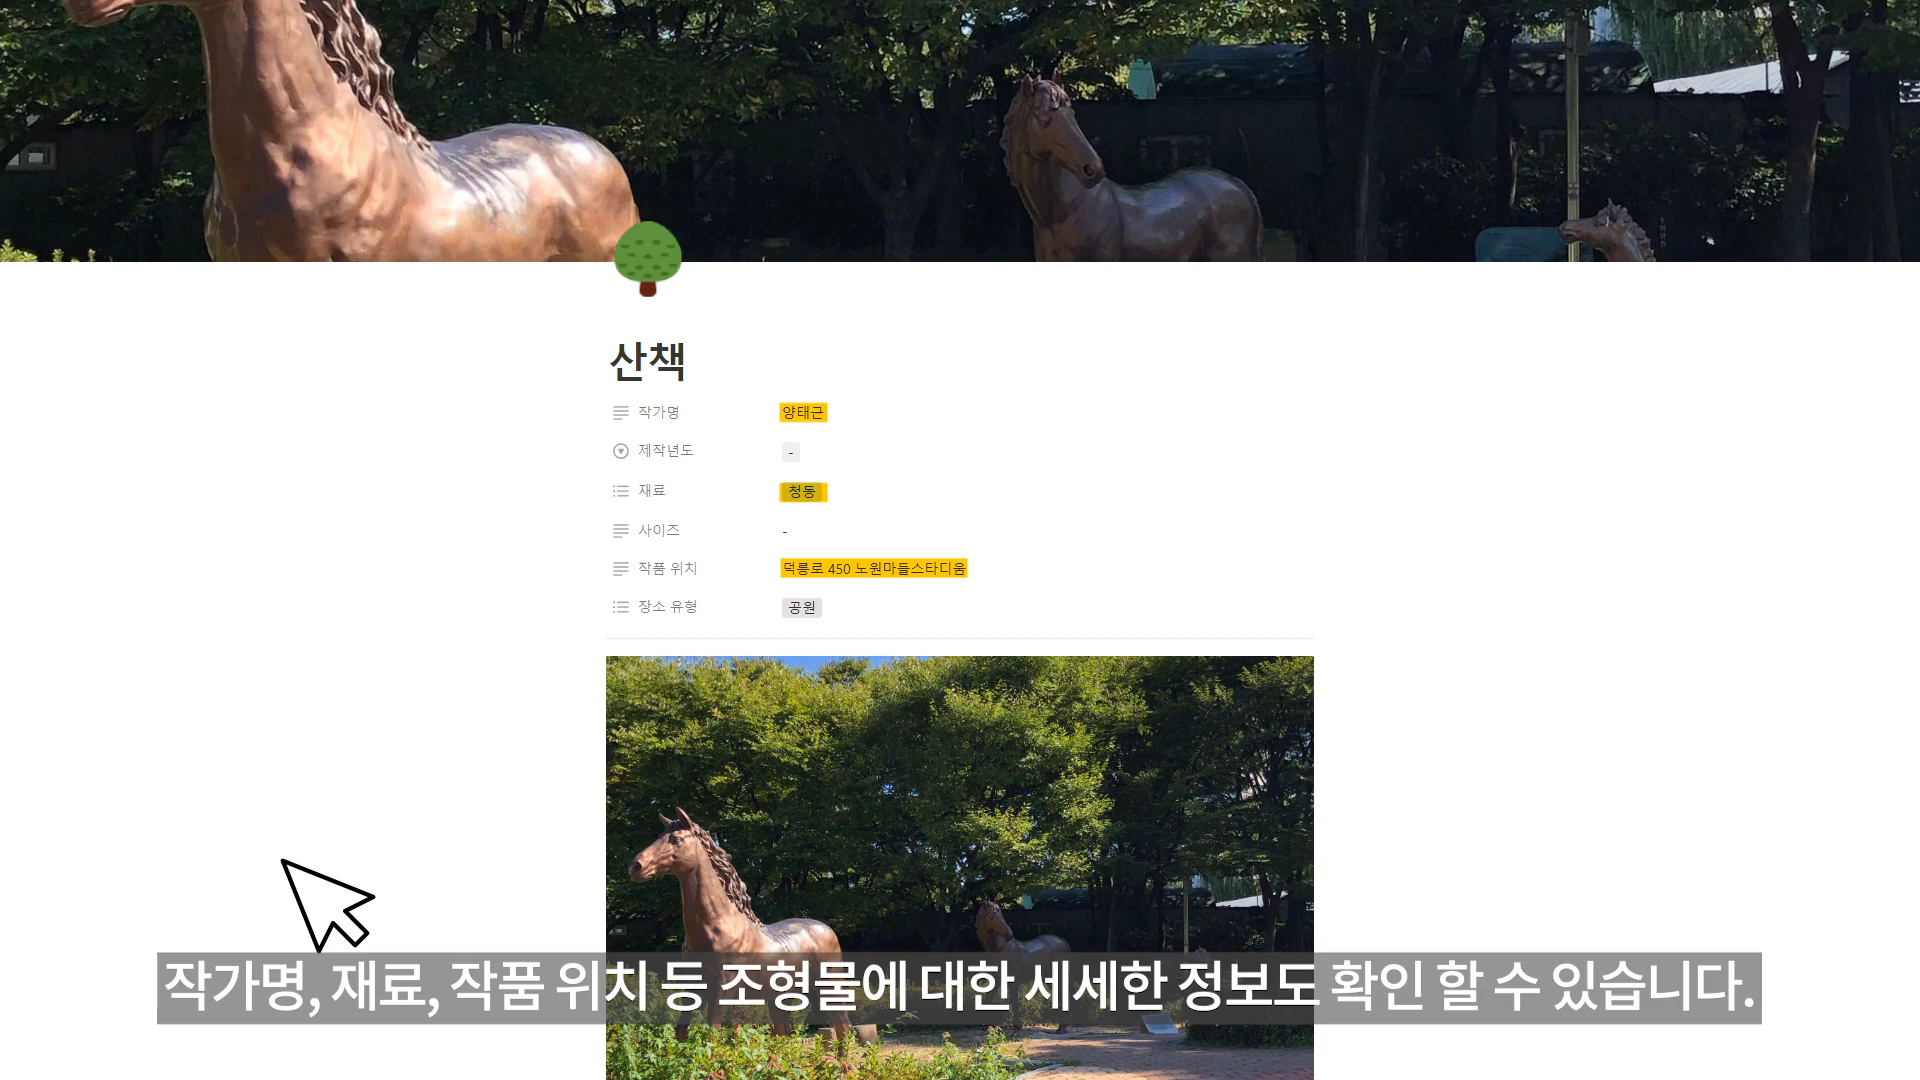 산책
작가명 양태근
제작년도 -
재료 청동
사이즈 -
작품 위치 덕릉로 450 노원마들스타디움
장소 유형 공원
작가명, 재료, 작품 위치 등 조형물에 대한 세세한 정보도 확인 할 수 있습니다.